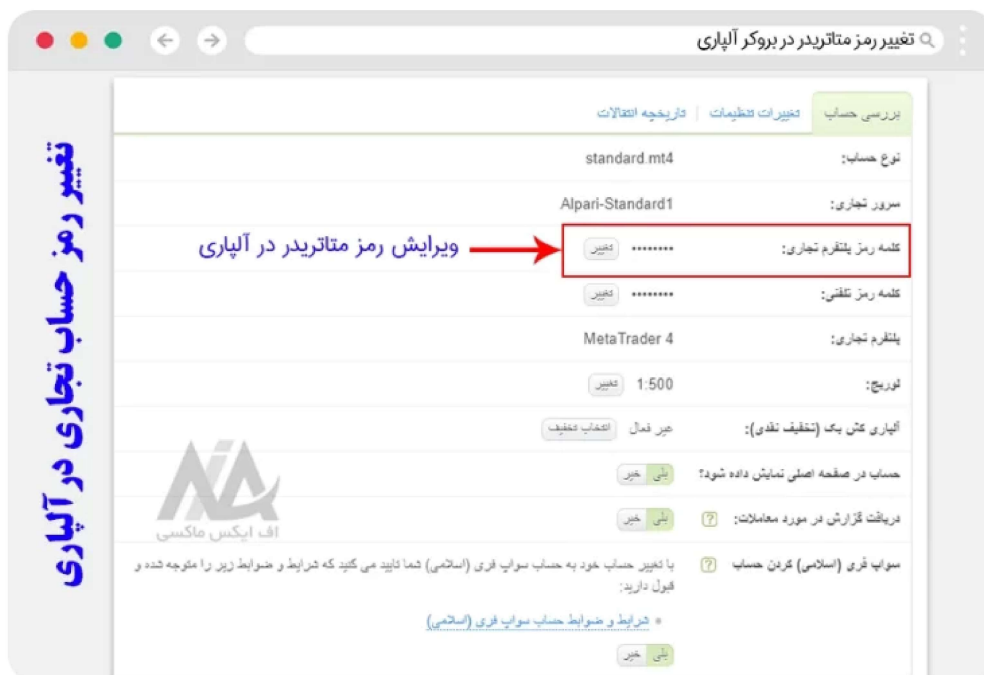 تغییر رمز متاتریدر در بروکر آلپاری
بررسی حساب | تغییرات تنظیمات | تاریخچه انتقالات
نوع حساب: standard.mt4
سرور تجاری: Alpari-Standard1
کلمه رمز پلتفرم تجاری: •••••••• تغییر
ویرایش رمز متاتریدر در آلپاری
کلمه رمز تلفنی: •••••••• تغییر
پلتفرم تجاری: MetaTrader 4
لوریج: 1:500 تغییر
آلپاری کش بک (تخفیف نقدی): غیر فعال انتخاب تخفیف
حساب در صفحه اصلی نمایش داده شود؟ بلی خیر
دریافت گزارش در مورد معاملات: ? بلی خیر
سواپ فری (اسلامی) کردن حساب ? با تغییر حساب خود به حساب سواپ فری (اسلامی) شما تایید می کنید که شرایط و ضوابط زیر را متوجه شده و
قبول دارید:
شرایط و ضوابط حساب سواپ فری (اسلامی)
بلی خیر
تغییر رمز حساب تجاری در آلپاری
اف ایکس ماکسی